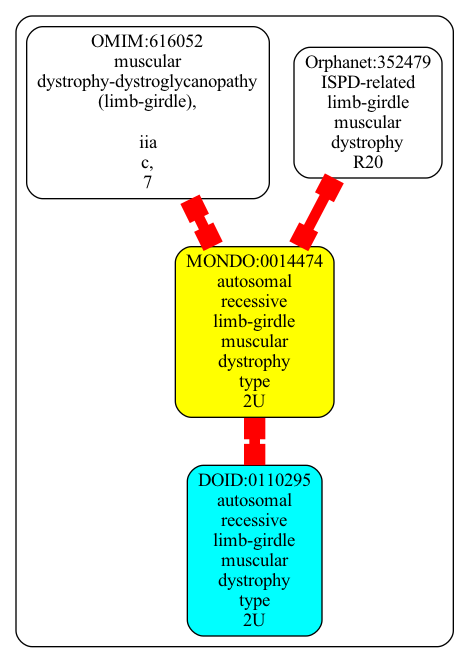 OMIM:616052
muscular
dystrophy-dystroglycanopathy
(limb-girdle),
iia
c,
7
Orphanet:352479
ISPD-related
limb-girdle
muscular
dystrophy
R20
MONDO:0014474
autosomal
recessive
limb-girdle
muscular
dystrophy
type
2U
DOID:0110295
autosomal
recessive
limb-girdle
muscular
dystrophy
type
2U